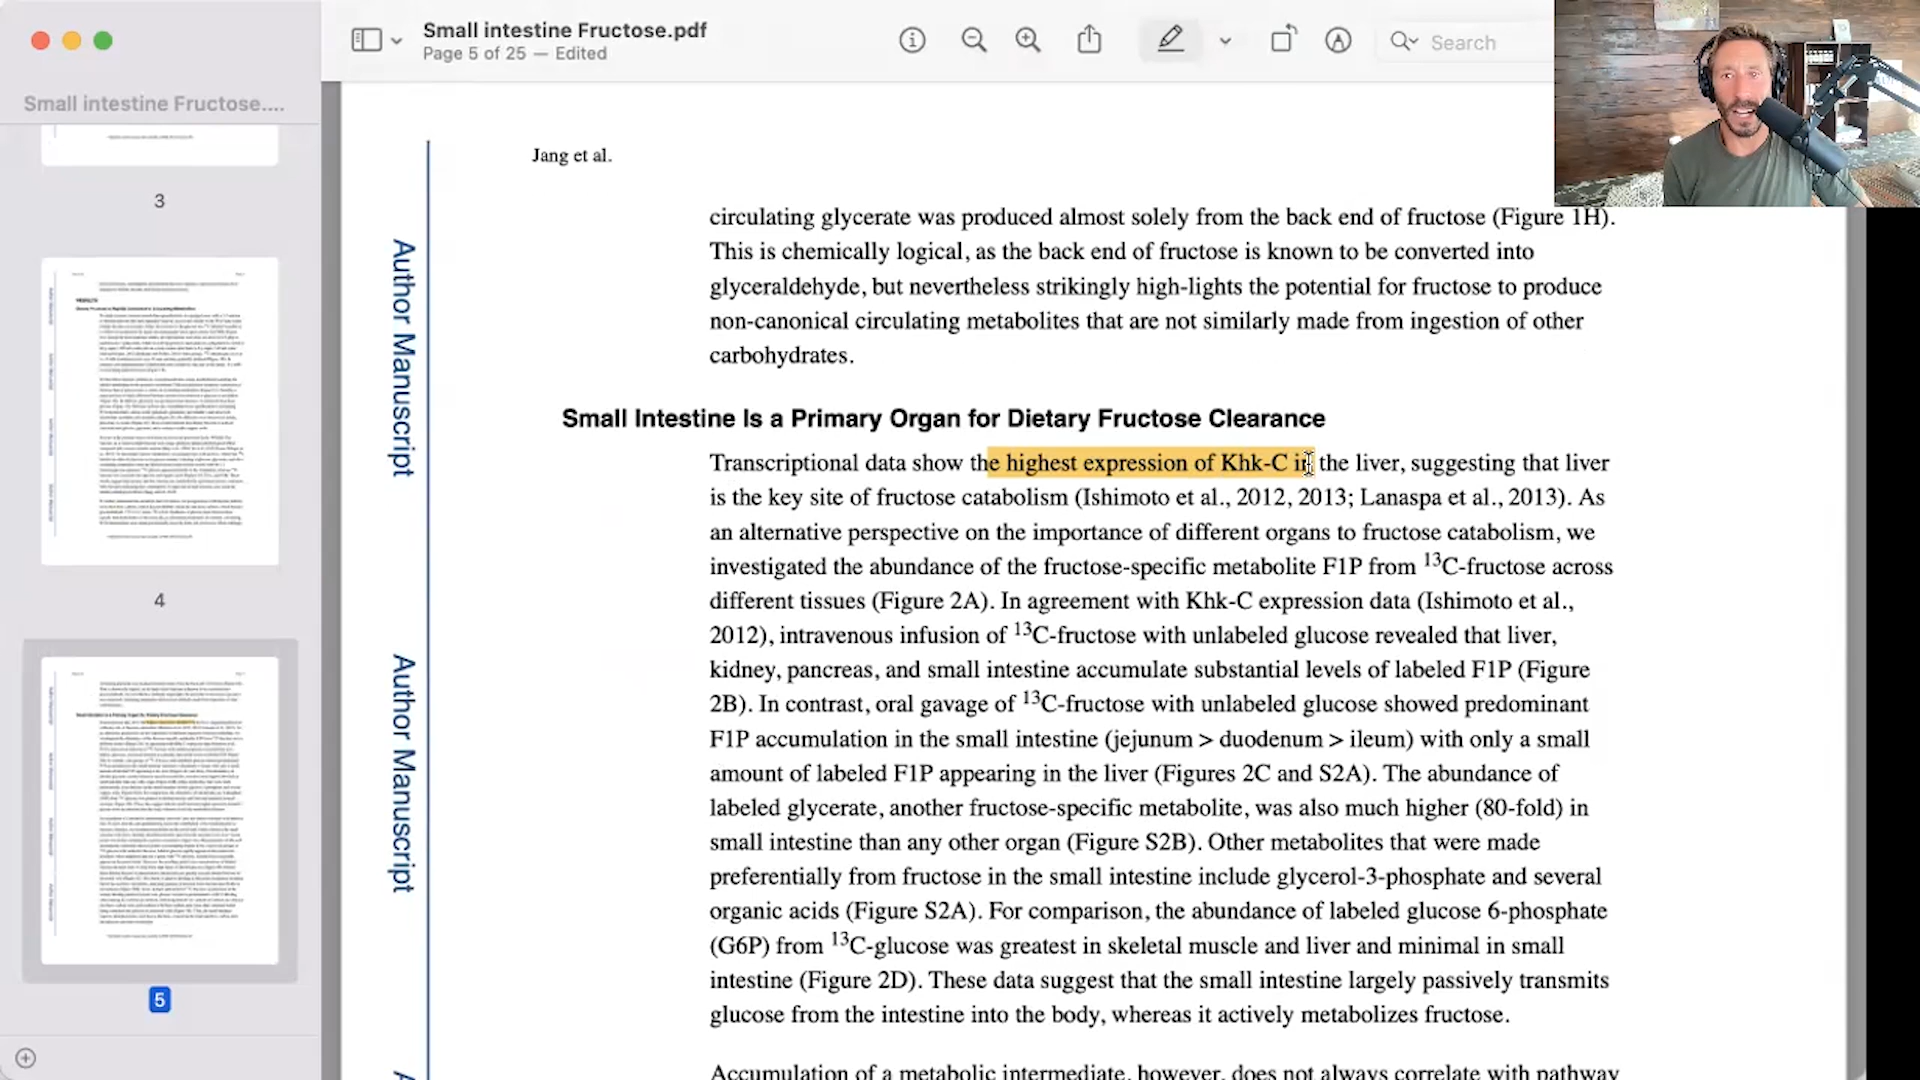 Small intestine Fructose.pdf
Page 5 of 25 — Edited
Search
Small intestine Fructose....
3
4
5
Jang et al.
Author Manuscript
Author Manuscript
circulating glycerate was produced almost solely from the back end of fructose (Figure 1H).
This is chemically logical, as the back end of fructose is known to be converted into
glyceraldehyde, but nevertheless strikingly high-lights the potential for fructose to produce
non-canonical circulating metabolites that are not similarly made from ingestion of other
carbohydrates.
Small Intestine Is a Primary Organ for Dietary Fructose Clearance
Transcriptional data show the highest expression of Khk-C in the liver, suggesting that liver
is the key site of fructose catabolism (Ishimoto et al., 2012, 2013; Lanaspa et al., 2013). As
an alternative perspective on the importance of different organs to fructose catabolism, we
investigated the abundance of the fructose-specific metabolite F1P from ¹³C-fructose across
different tissues (Figure 2A). In agreement with Khk-C expression data (Ishimoto et al.,
2012), intravenous infusion of ¹³C-fructose with unlabeled glucose revealed that liver,
kidney, pancreas, and small intestine accumulate substantial levels of labeled F1P (Figure
2B). In contrast, oral gavage of ¹³C-fructose with unlabeled glucose showed predominant
F1P accumulation in the small intestine (jejunum > duodenum > ileum) with only a small
amount of labeled F1P appearing in the liver (Figures 2C and S2A). The abundance of
labeled glycerate, another fructose-specific metabolite, was also much higher (80-fold) in
small intestine than any other organ (Figure S2B). Other metabolites that were made
preferentially from fructose in the small intestine include glycerol-3-phosphate and several
organic acids (Figure S2A). For comparison, the abundance of labeled glucose 6-phosphate
(G6P) from ¹³C-glucose was greatest in skeletal muscle and liver and minimal in small
intestine (Figure 2D). These data suggest that the small intestine largely passively transmits
glucose from the intestine into the body, whereas it actively metabolizes fructose.
Accumulation of a metabolic intermediate, however, does not always correlate with pathway